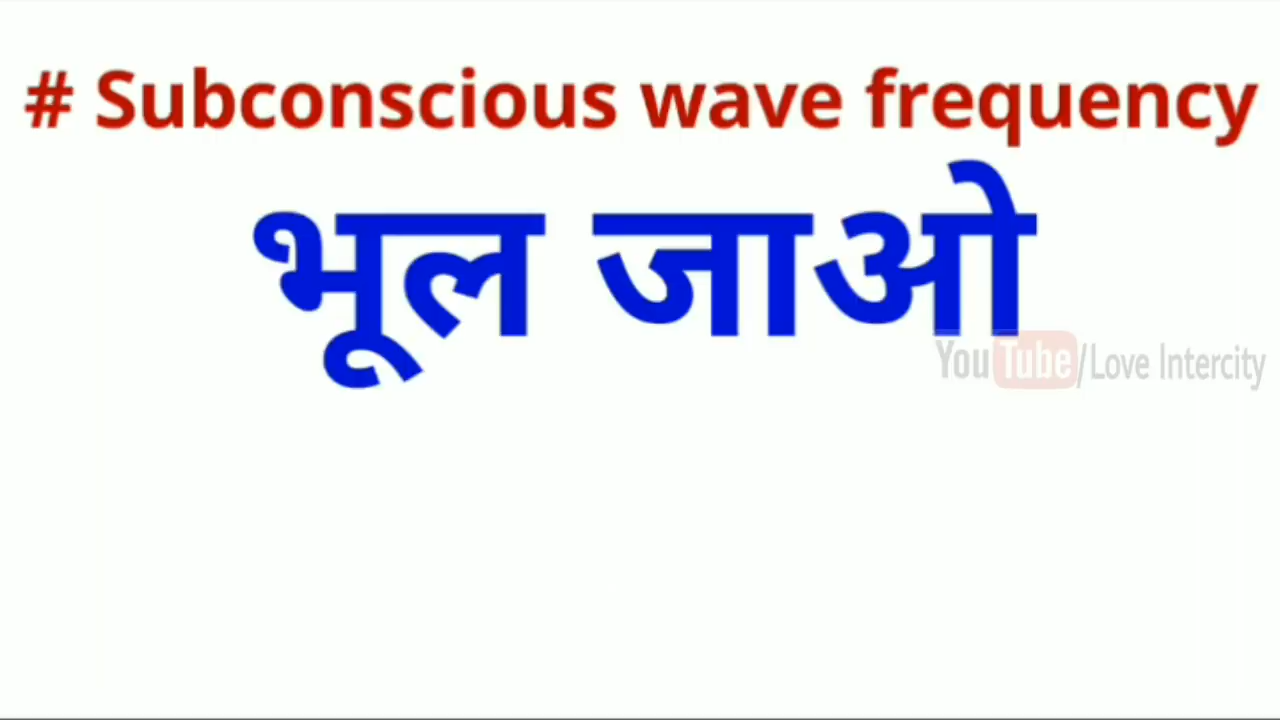 # Subconscious wave frequency
भूल जाओ
YouTube/Love Intercity